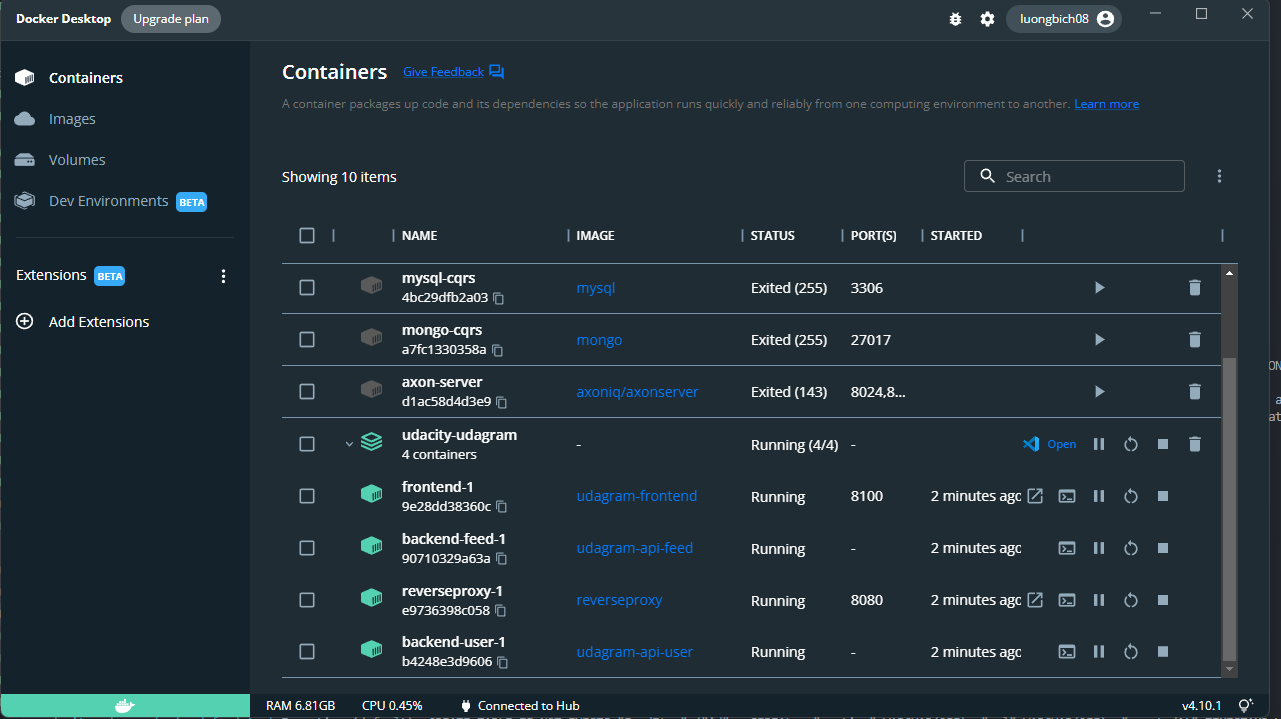 Docker Desktop Upgrade plan luongbich08
Containers
Images
Volumes
Dev Environments BETA
Extensions BETA
Add Extensions
Containers Give Feedback
A container packages up code and its dependencies so the application runs quickly and reliably from one computing environment to another. Learn more
Showing 10 items Search
NAME IMAGE STATUS PORT(S) STARTED
mysql-cqrs
4bc29dfb2a03 mysql Exited (255) 3306
mongo-cqrs
a7fc1330358a mongo Exited (255) 27017
axon-server
d1ac58d4d3e9 axoniq/axonserver Exited (143) 8024,8...
udacity-udagram
4 containers - Running (4/4) - Open
frontend-1
9e28dd38360c udagram-frontend Running 8100 2 minutes ago
backend-feed-1
90710329a63a udagram-api-feed Running - 2 minutes ago
reverseproxy-1
e9736398c058 reverseproxy Running 8080 2 minutes ago
backend-user-1
b4248e3d9606 udagram-api-user Running - 2 minutes ago
RAM 6.81GB CPU 0.45% Connected to Hub v4.10.1